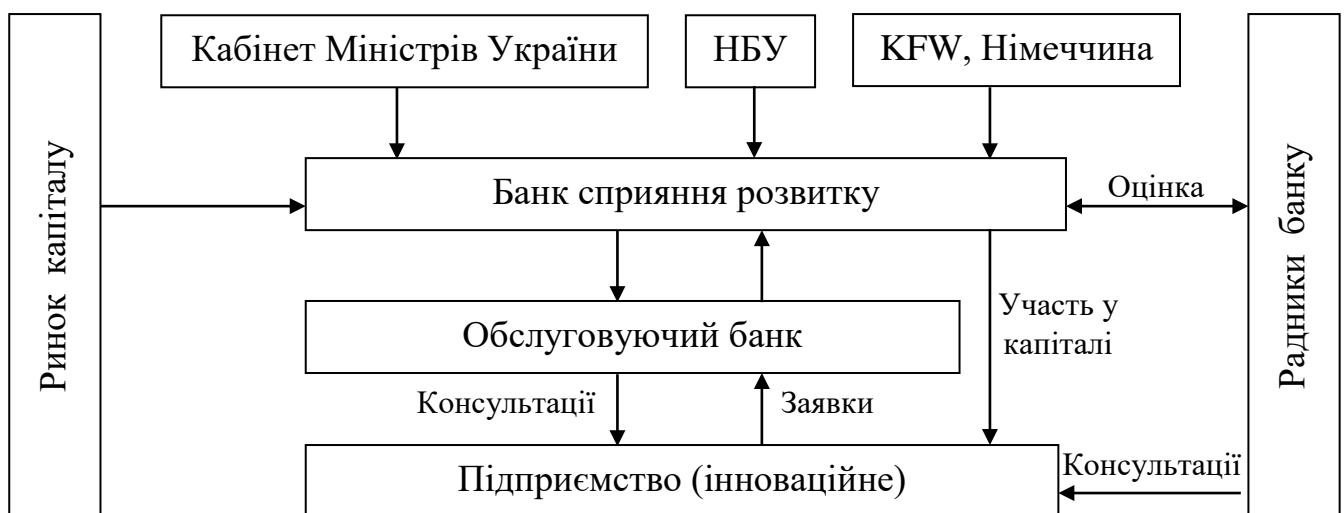 Кабінет Міністрів України
НБУ
KFW, Німеччина
Ринок капіталу
Банк сприяння розвитку
Оцінка
Радники банку
Обслуговуючий банк
Участь у
капіталі
Консультації
Заявки
Підприємство (інноваційне)
Консультації